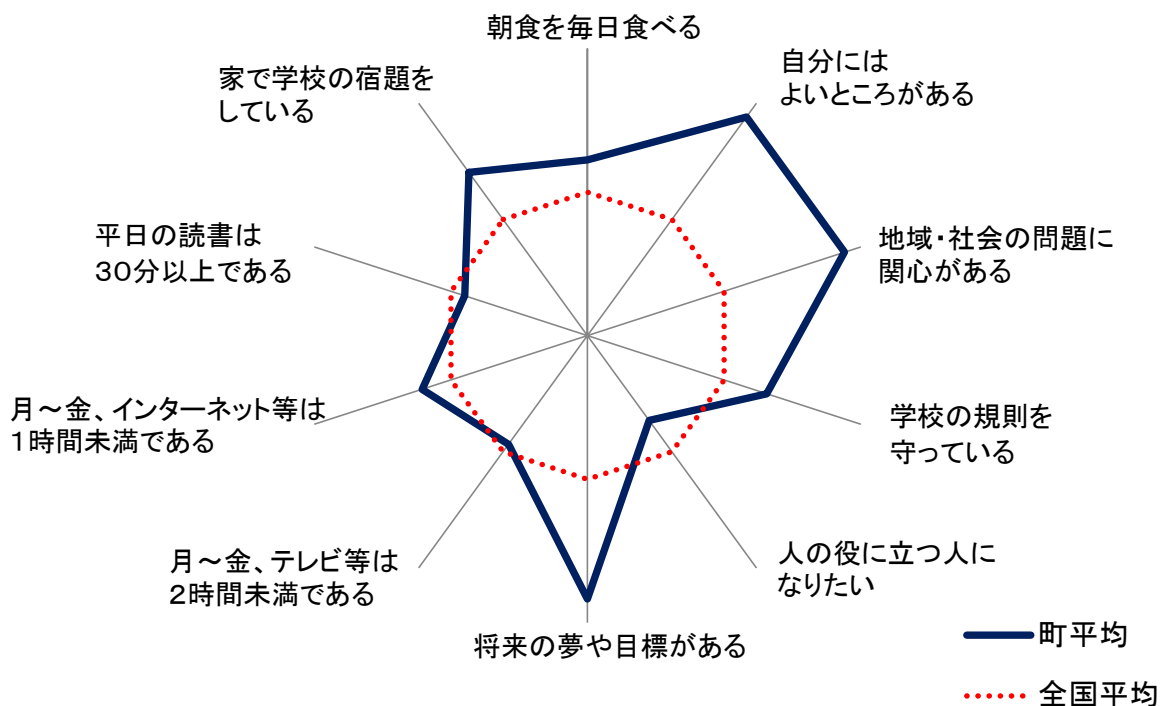 朝食を毎日食べる
自分には
よいところがある
地域・社会の問題に
関心がある
学校の規則を
守っている
人の役に立つ人に
なりたい
将来の夢や目標がある
月～金、テレビ等は
２時間未満である
月～金、インターネット等は
１時間未満である
平日の読書は
３０分以上である
家で学校の宿題を
している
町平均
全国平均